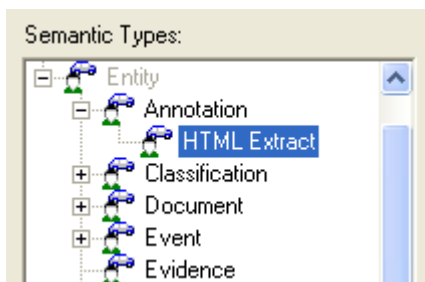 Semantic Types:
Entity
Annotation
HTML Extract
Classification
Document
Event
Evidence